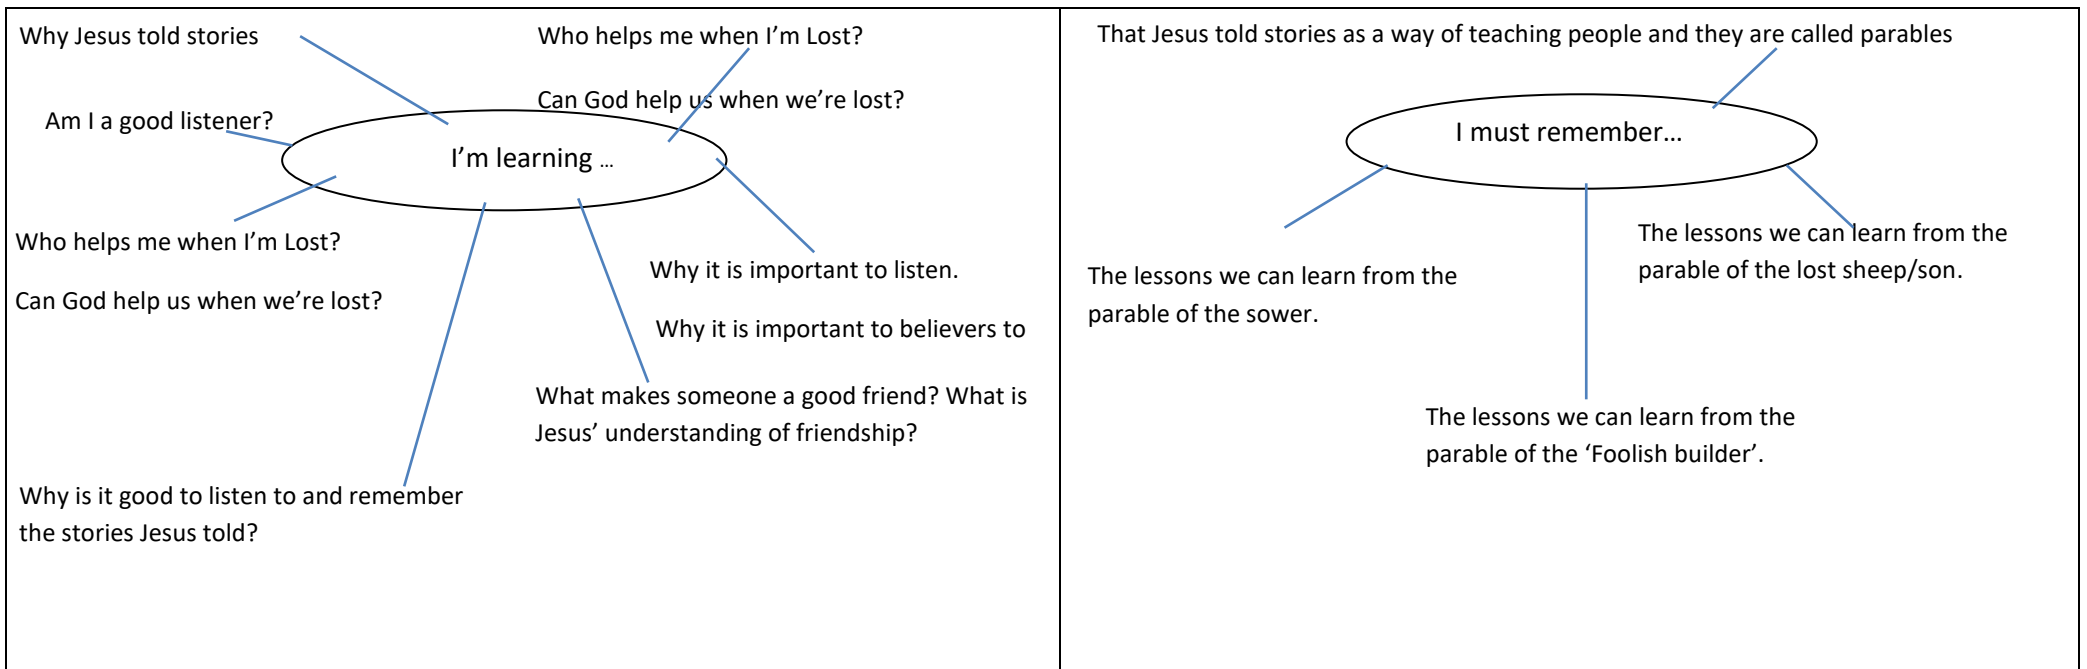 Why Jesus told stories
Who helps me when I'm Lost?
Can God help us when we're lost?
Am I a good listener?
I'm learning …
Who helps me when I'm Lost?
Can God help us when we're lost?
Why it is important to listen.
Why it is important to believers to
What makes someone a good friend? What is
Jesus' understanding of friendship?
Why is it good to listen to and remember
the stories Jesus told?
That Jesus told stories as a way of teaching people and they are called parables
I must remember…
The lessons we can learn from the
parable of the sower.
The lessons we can learn from the
parable of the lost sheep/son.
The lessons we can learn from the
parable of the ‘Foolish builder’.